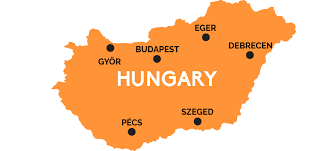 EGER
DEBRECEN
BUDAPEST
GYŐR
HUNGARY
SZEGED
PÉCS